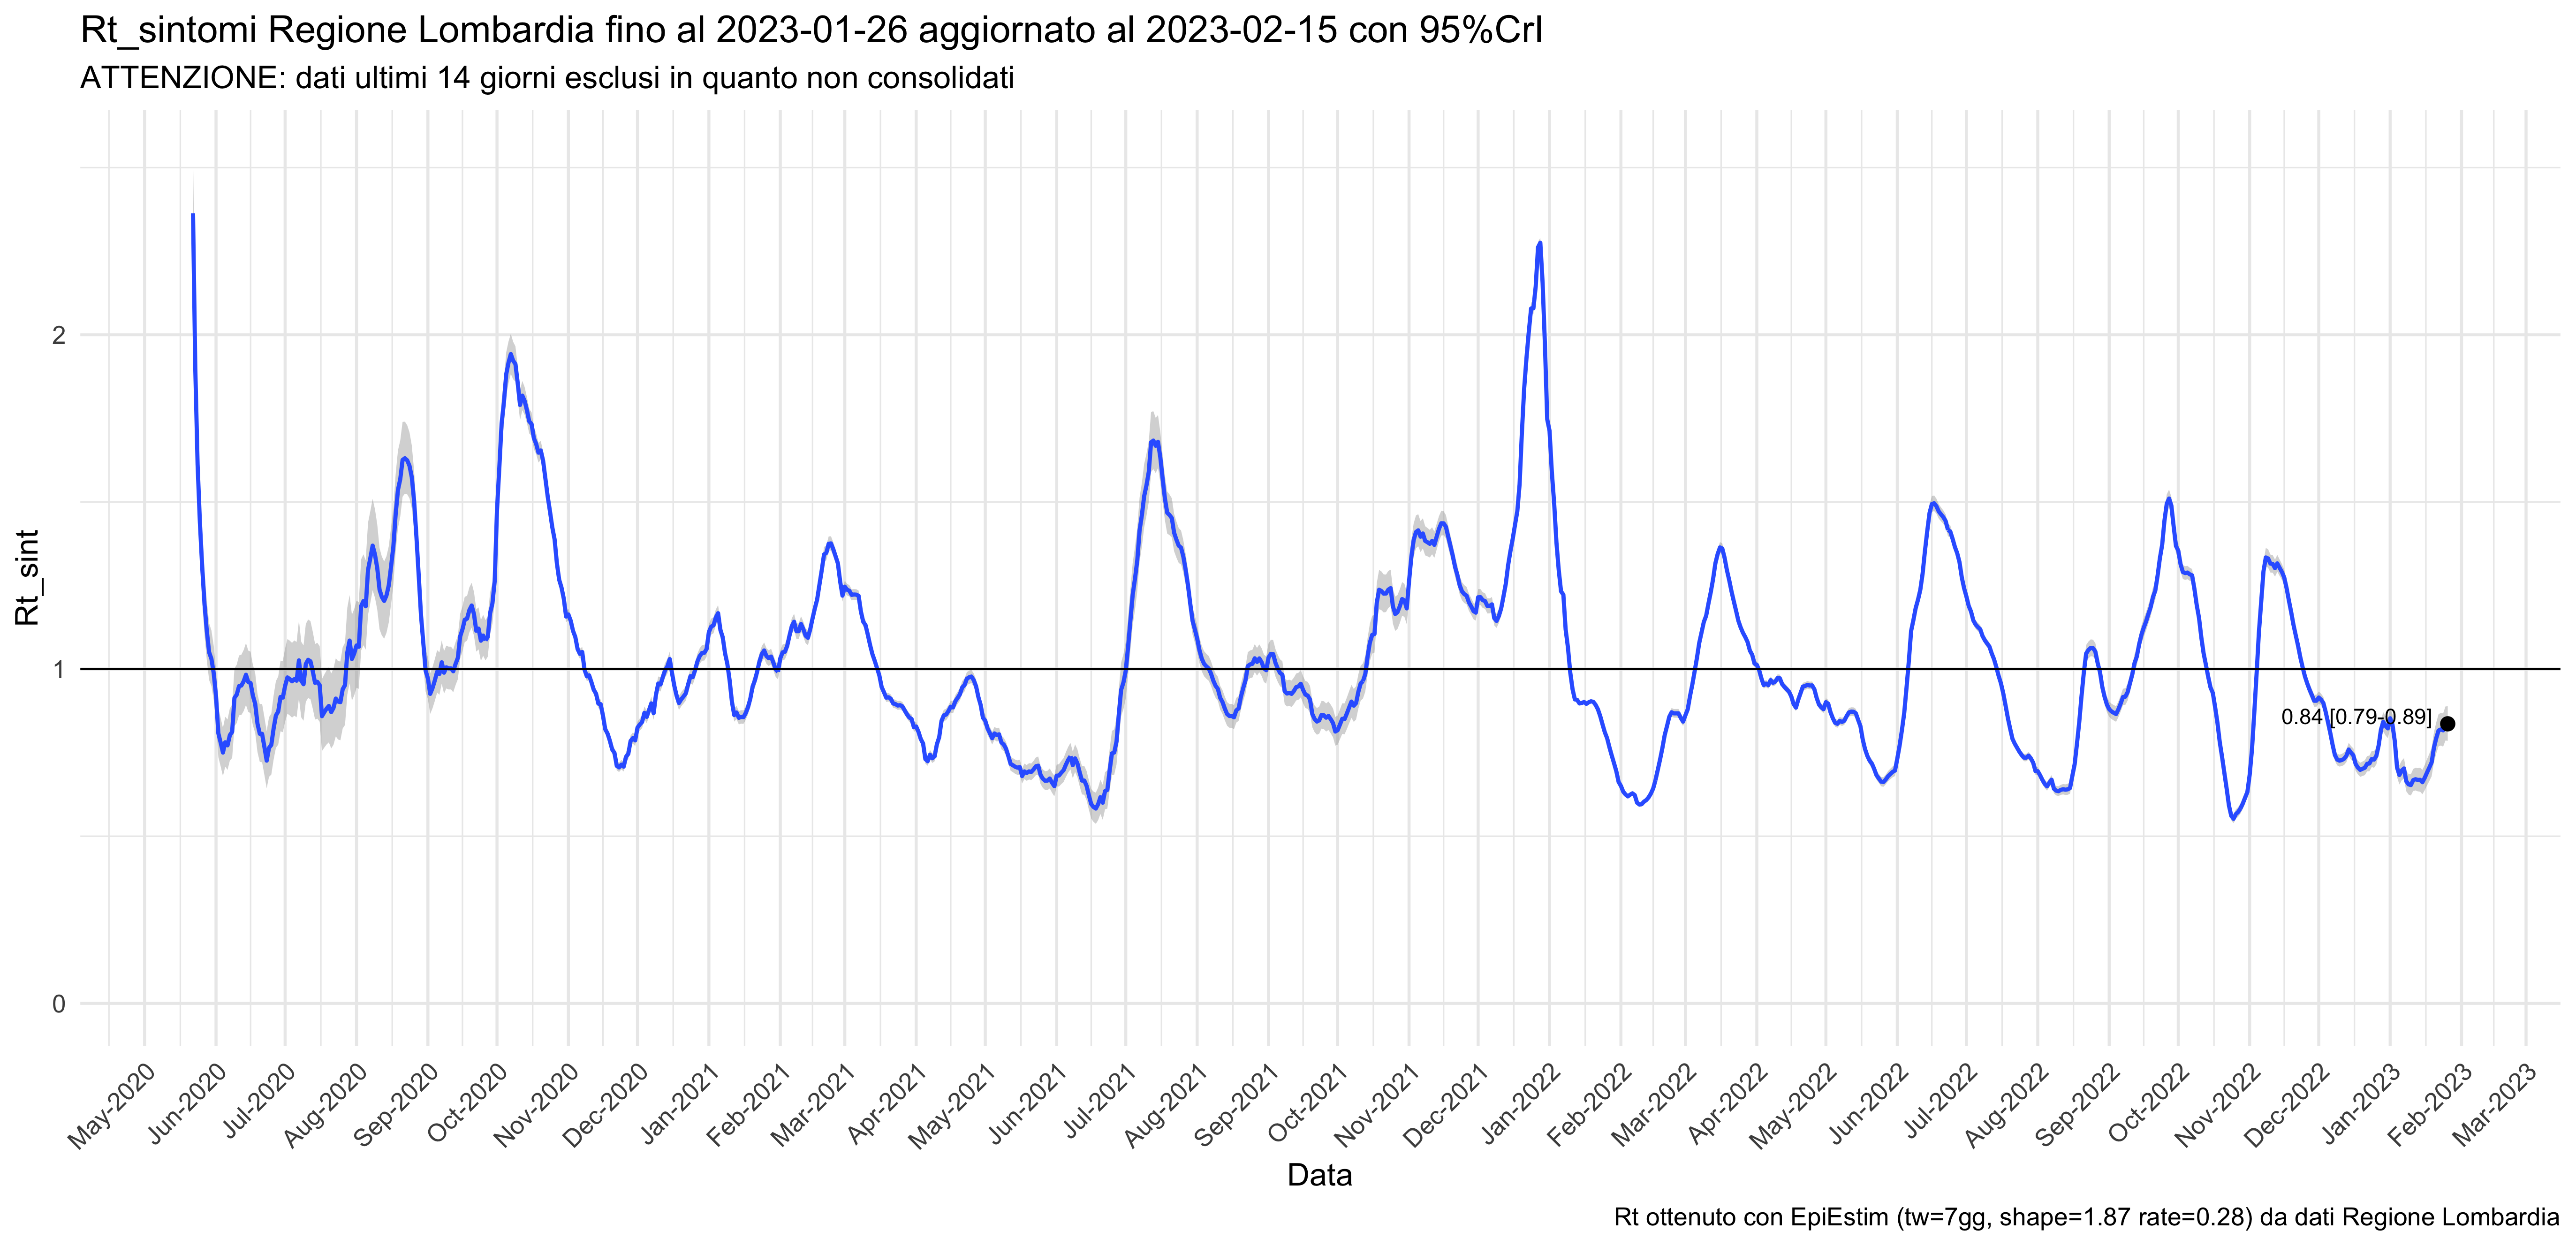 Rt_sintomi Regione Lombardia fino al 2023-01-26 aggiornato al 2023-02-15 con 95%CrI
ATTENZIONE: dati ultimi 14 giorni esclusi in quanto non consolidati
Rt_sint
2
1
0
0.84 [0.79-0.89]
May-2020
Jun-2020
Jul-2020
Aug-2020
Sep-2020
Oct-2020
Nov-2020
Dec-2020
Jan-2021
Feb-2021
Mar-2021
Apr-2021
May-2021
Jun-2021
Jul-2021
Aug-2021
Sep-2021
Oct-2021
Nov-2021
Dec-2021
Jan-2022
Feb-2022
Mar-2022
Apr-2022
May-2022
Jun-2022
Jul-2022
Aug-2022
Sep-2022
Oct-2022
Nov-2022
Dec-2022
Jan-2023
Feb-2023
Mar-2023
Data
Rt ottenuto con EpiEstim (tw=7gg, shape=1.87 rate=0.28) da dati Regione Lombardia